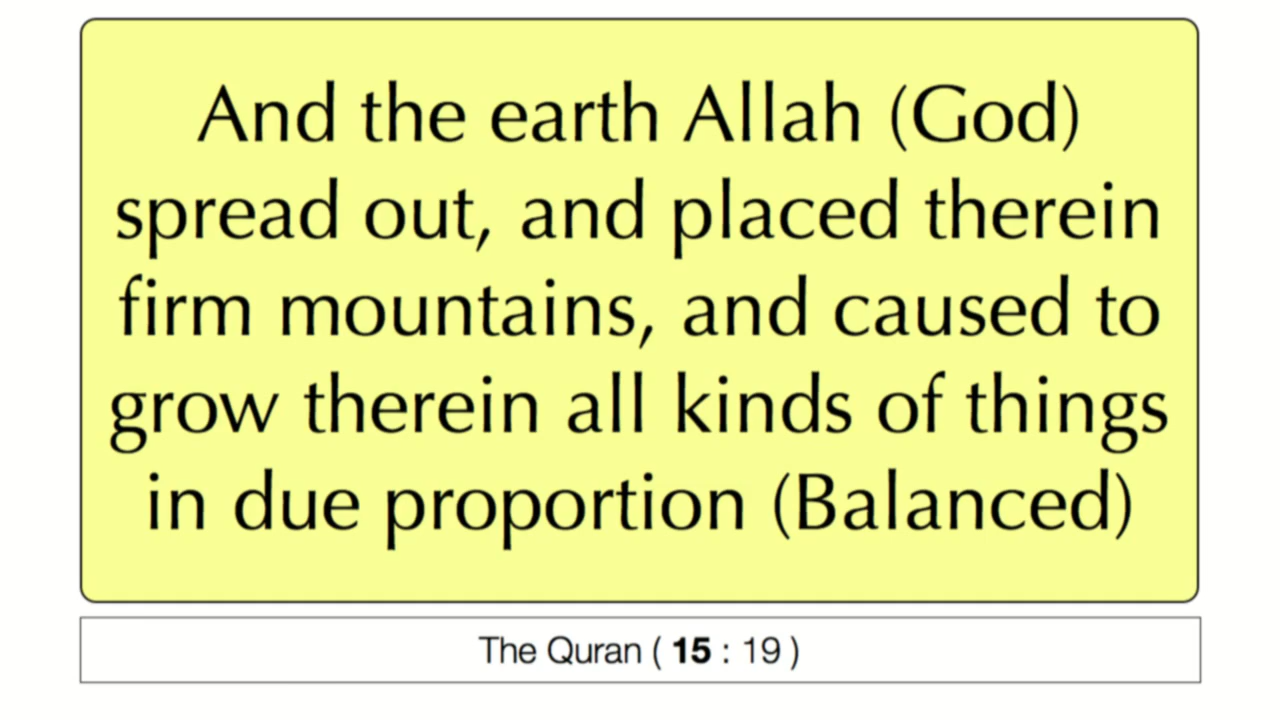 And the earth Allah (God)
spread out, and placed therein
firm mountains, and caused to
grow therein all kinds of things
in due proportion (Balanced)
The Quran ( 15 : 19 )